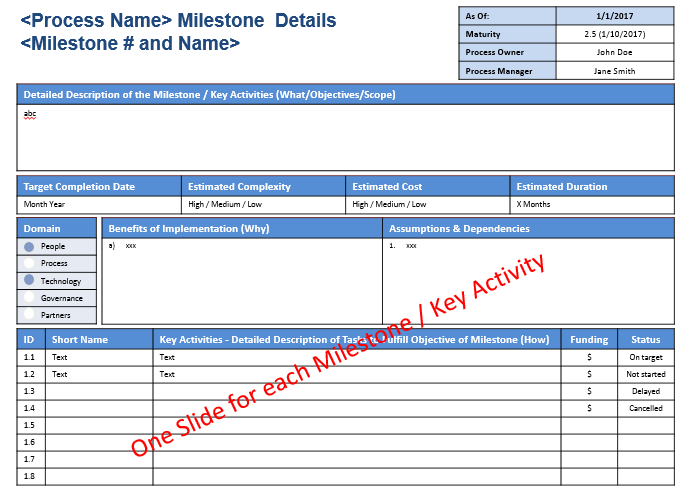 <Process Name> Milestone Details
<Milestone # and Name>
As Of: 1/1/2017
Maturity 2.5 (1/10/2017)
Process Owner John Doe
Process Manager Jane Smith
Detailed Description of the Milestone / Key Activities (What/Objectives/Scope)
abc
Target Completion Date Estimated Complexity Estimated Cost Estimated Duration
Month Year High / Medium / Low High / Medium / Low X Months
Domain Benefits of Implementation (Why) Assumptions & Dependencies
People a) xxx 1. xxx
Process
Technology
Governance
Partners
One Slide for each Milestone / Key Activity
ID Short Name Key Activities - Detailed Description of Tasks Fulfill Objective of Milestone (How) Funding Status
1.1 Text Text $ On target
1.2 Text Text $ Not started
1.3 $ Delayed
1.4 $ Cancelled
1.5
1.6
1.7
1.8